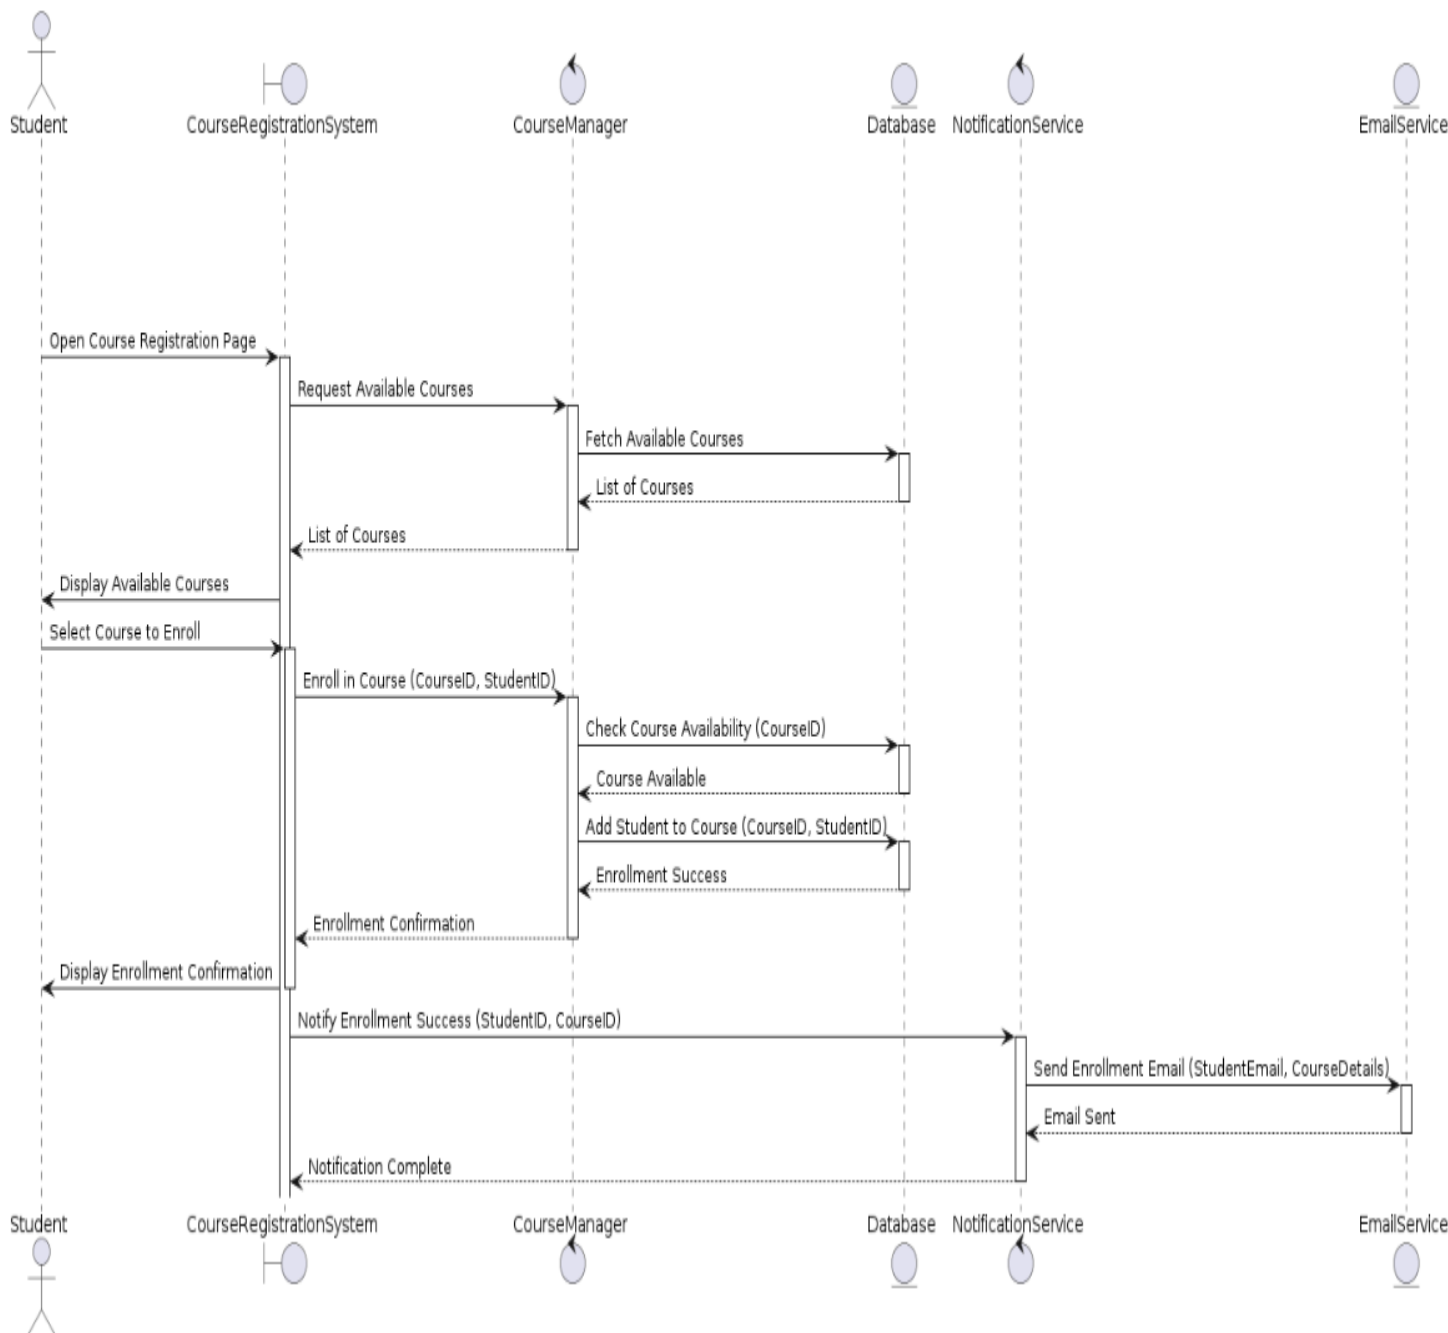 Student
CourseRegistrationSystem
CourseManager
Database
NotificationService
EmailService
Open Course Registration Page
Request Available Courses
Fetch Available Courses
List of Courses
List of Courses
Display Available Courses
Select Course to Enroll
Enroll in Course (CourseID, StudentID)
Check Course Availability (CourseID)
Course Available
Add Student to Course (CourseID, StudentID)
Enrollment Success
Enrollment Confirmation
Display Enrollment Confirmation
Notify Enrollment Success (StudentID, CourseID)
Send Enrollment Email (StudentEmail, CourseDetails)
Email Sent
Notification Complete
Student
CourseRegistrationSystem
CourseManager
Database
NotificationService
EmailService